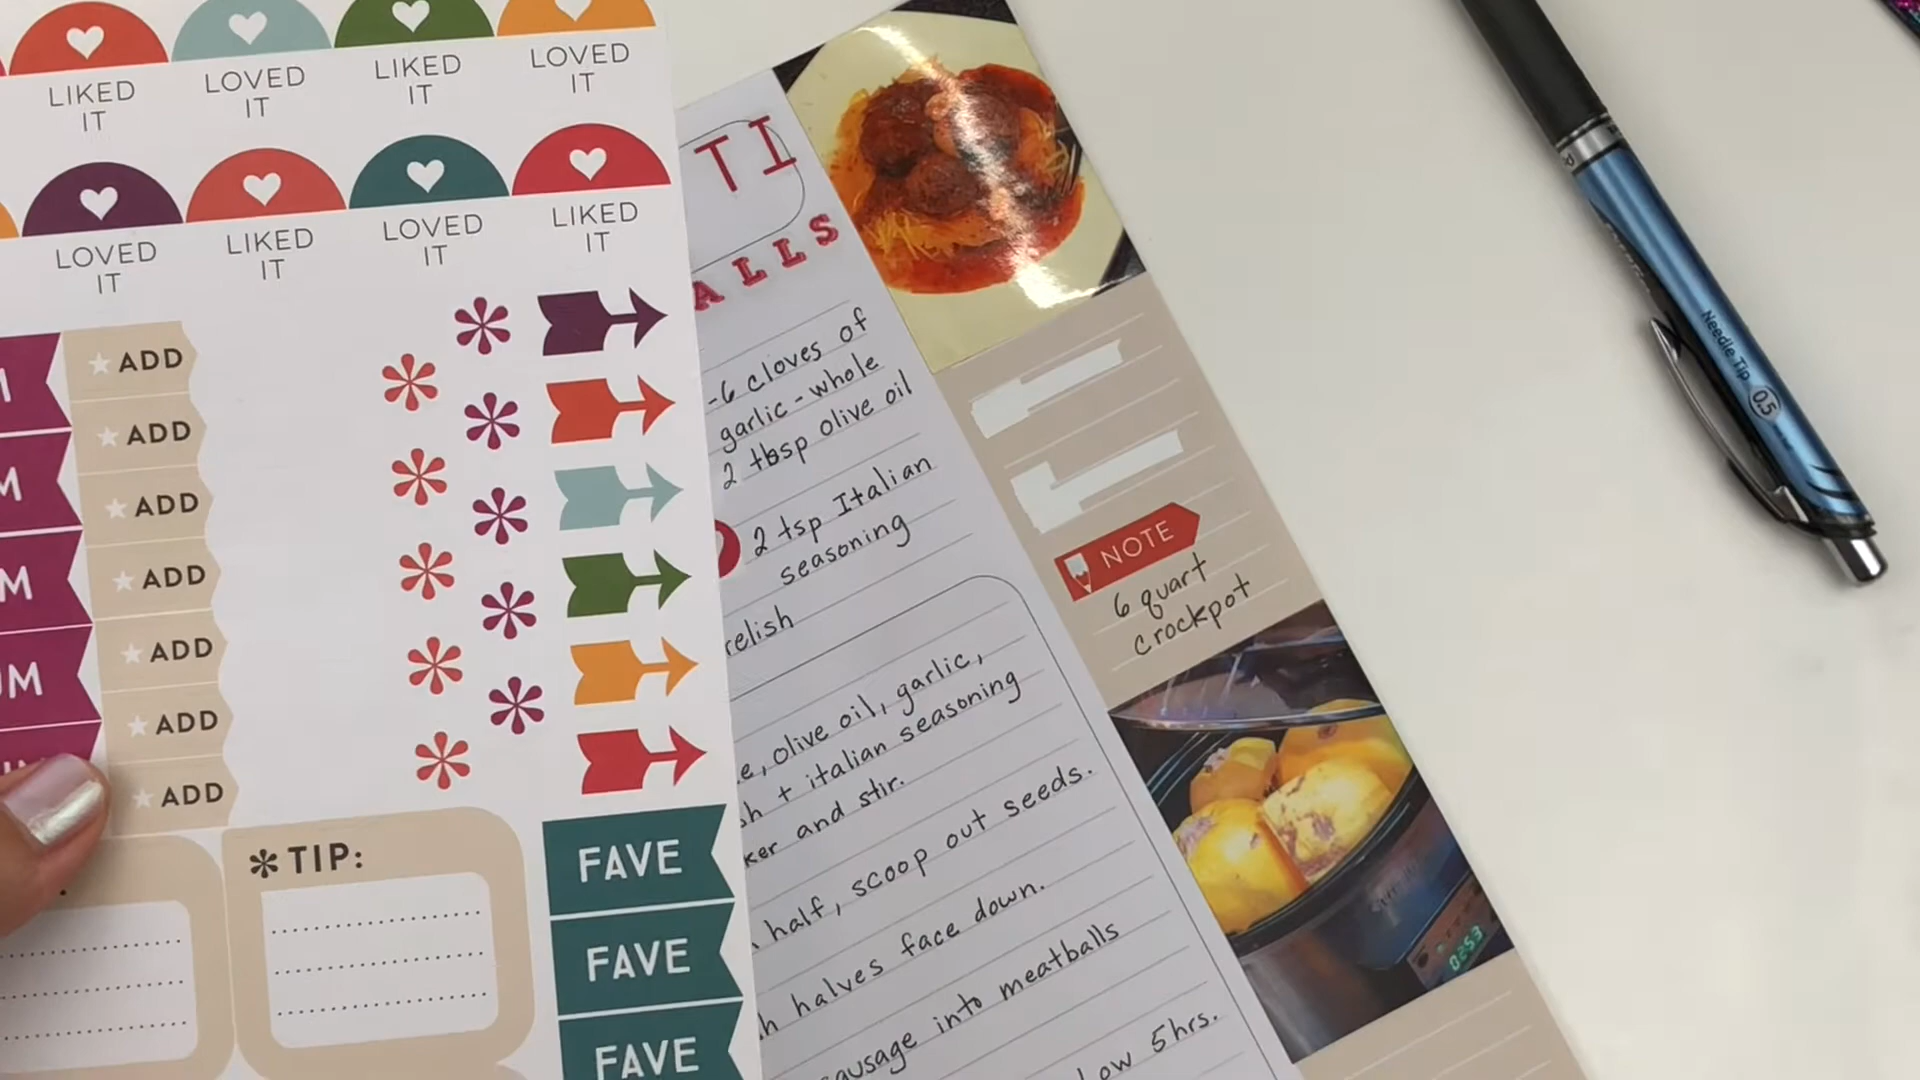 LIKED IT
LOVED IT
LIKED IT
LOVED IT
LOVED IT
LIKED IT
LOVED IT
LIKED IT
ADD
ADD
ADD
ADD
ADD
ADD
ADD
* TIP:
FAVE
FAVE
FAVE
TI
ALLS
-6 cloves of
garlic - whole
2 tbsp olive oil
2 tsp Italian
seasoning
relish
olive oil, garlic,
+ italian seasoning
and stir.
half, scoop out seeds.
halves face down.
sausage into meatballs
Low 5hrs.
NOTE
6 quart
crockpot
0253
Needle Tip 0.5